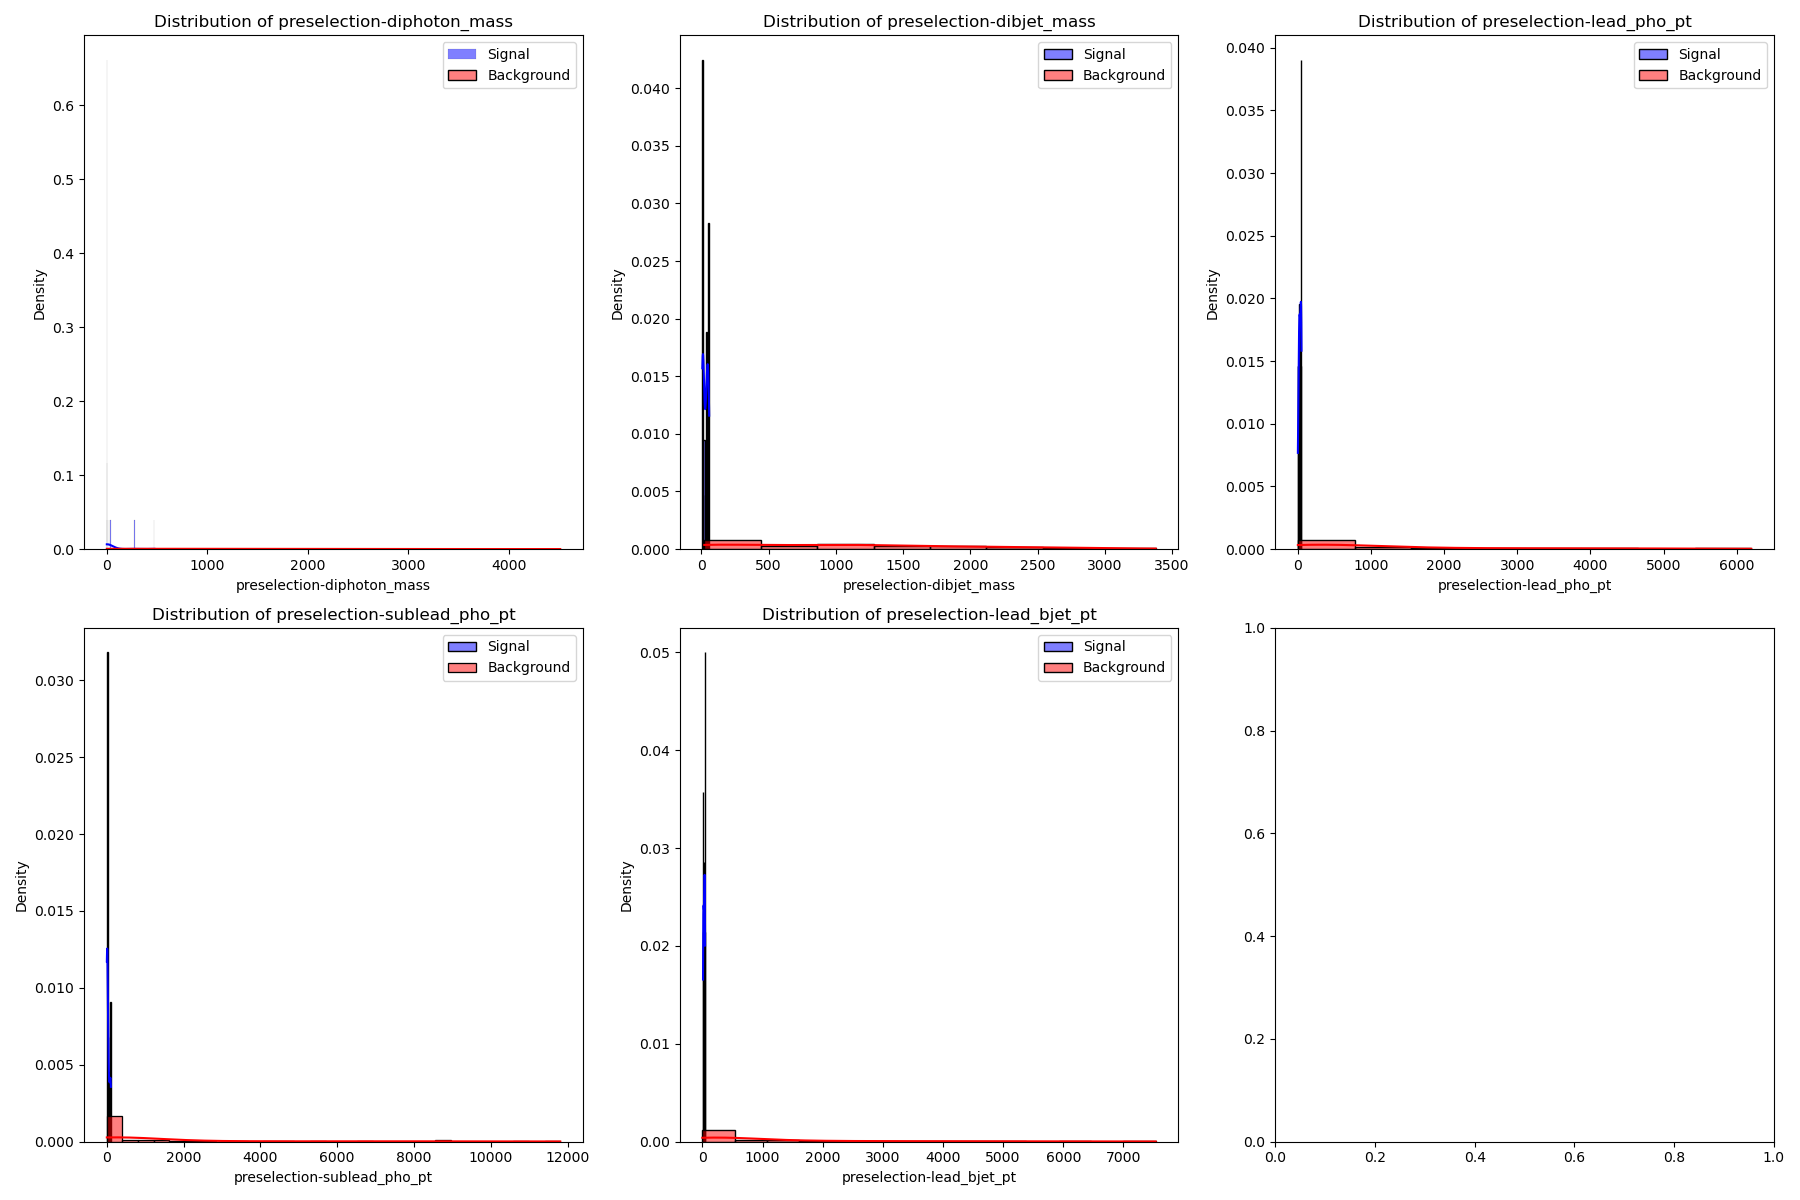 Distribution of preselection-diphoton_mass
Signal
Background
Density
0.6
0.5
0.4
0.3
0.2
0.1
0.0
0 1000 2000 3000 4000
preselection-diphoton_mass
Distribution of preselection-dibjet_mass
Signal
Background
Density
0.040
0.035
0.030
0.025
0.020
0.015
0.010
0.005
0.000
0 500 1000 1500 2000 2500 3000 3500
preselection-dibjet_mass
Distribution of preselection-lead_pho_pt
Signal
Background
Density
0.040
0.035
0.030
0.025
0.020
0.015
0.010
0.005
0.000
0 1000 2000 3000 4000 5000 6000
preselection-lead_pho_pt
Distribution of preselection-sublead_pho_pt
Signal
Background
Density
0.030
0.025
0.020
0.015
0.010
0.005
0.000
0 2000 4000 6000 8000 10000 12000
preselection-sublead_pho_pt
Distribution of preselection-lead_bjet_pt
Signal
Background
Density
0.05
0.04
0.03
0.02
0.01
0.00
0 1000 2000 3000 4000 5000 6000 7000
preselection-lead_bjet_pt
1.0
0.8
0.6
0.4
0.2
0.0
0.0 0.2 0.4 0.6 0.8 1.0